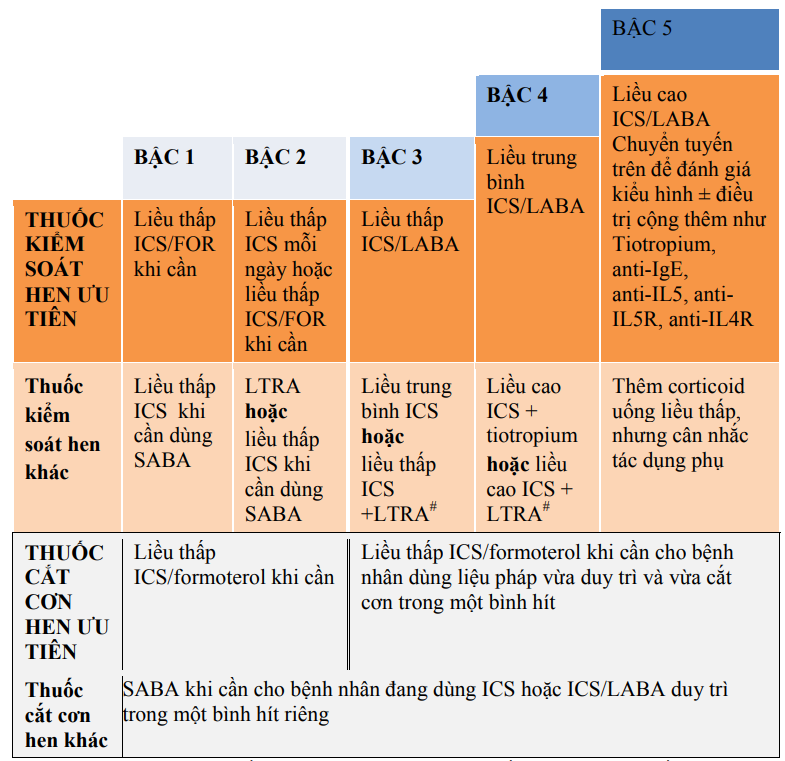 BẬC 1
BẬC 2
BẬC 3
BẬC 4
BẬC 5
THUỐC
KIỂM
SOÁT
HEN ƯU
TIÊN
Liều thấp
ICS/FOR
khi cần
Liều thấp
ICS mỗi
ngày hoặc
liều thấp
ICS/FOR
khi cần
Liều thấp
ICS/LABA
Liều trung
bình
ICS/LABA
Liều cao
ICS/LABA
Chuyển tuyến
trên để đánh giá
kiểu hình ± điều
trị cộng thêm như
Tiotropium,
anti-IgE,
anti-IL5, anti-
IL5R, anti-IL4R
Thuốc
kiểm
soát hen
khác
Liều thấp
ICS khi
cần dùng
SABA
LTRA
hoặc
liều thấp
ICS khi
cần dùng
SABA
Liều trung
bình ICS
hoặc
liều thấp
ICS
+LTRA#
Liều cao
ICS +
tiotropium
hoặc liều
cao ICS +
LTRA#
Thêm corticoid
uống liều thấp,
nhưng cân nhắc
tác dụng phụ
THUỐC
CẮT
CƠN
HEN ƯU
TIÊN
Liều thấp
ICS/formoterol khi cần
Liều thấp ICS/formoterol khi cần cho bệnh
nhân dùng liệu pháp vừa duy trì và vừa cắt
cơn trong một bình hít
Thuốc
cắt cơn
hen khác
SABA khi cần cho bệnh nhân đang dùng ICS hoặc ICS/LABA duy trì
trong một bình hít riêng